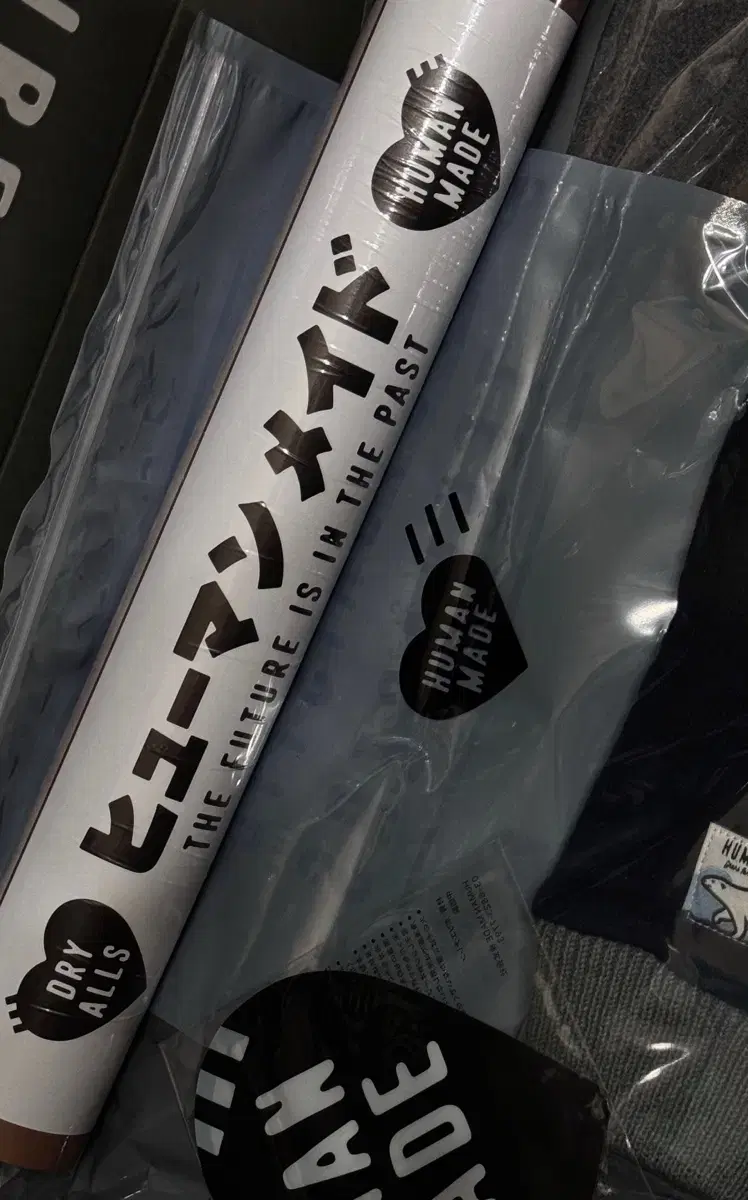 HUMAN
MADE
ヒューマンメイド
THE FUTURE IS IN THE PAST
DRY
ALLS
HUMAN
MADE
HUM
MAN
ADE